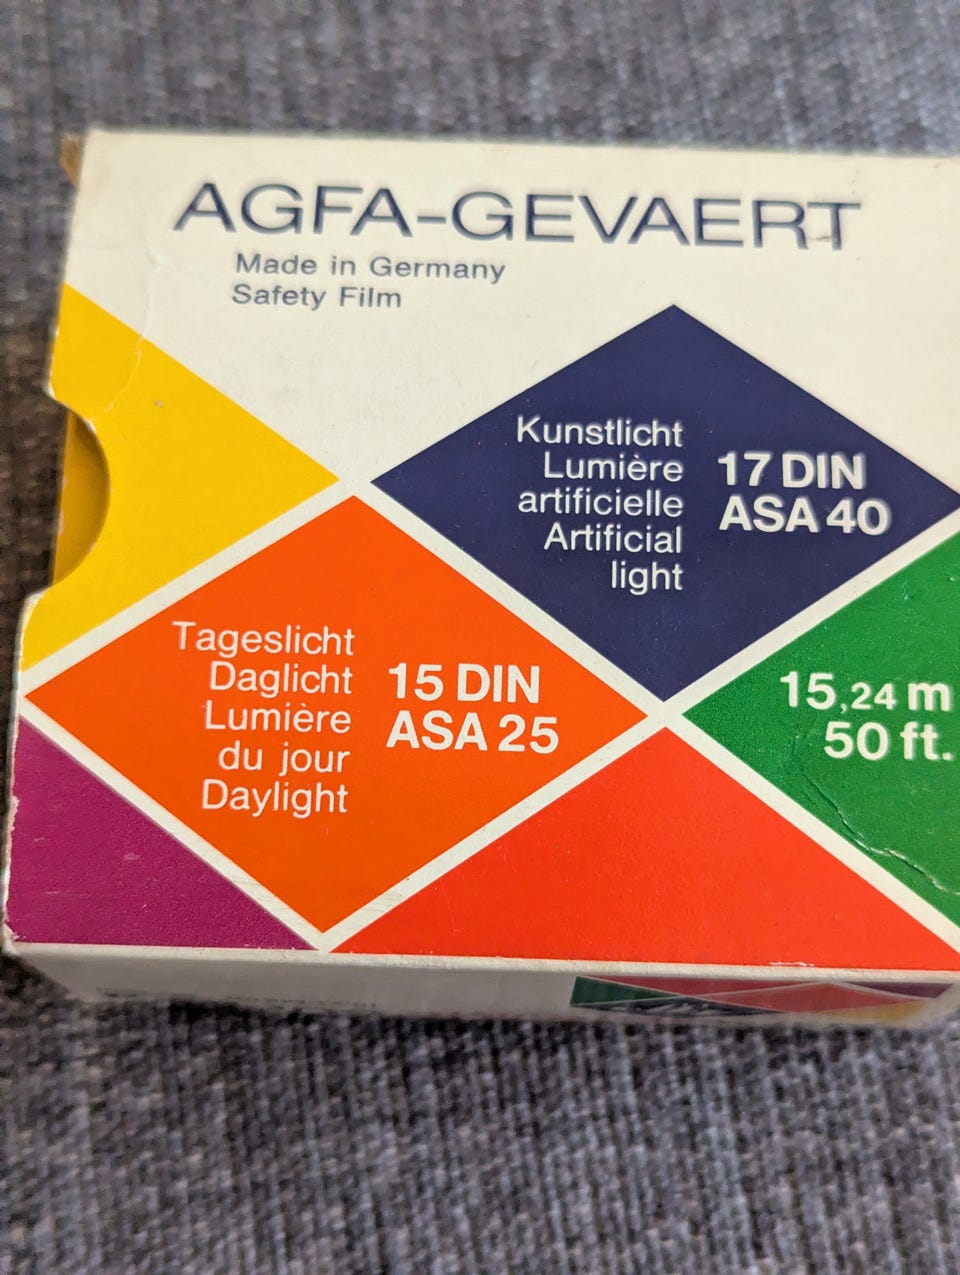 AGFA-GEVAERT
Made in Germany
Safety Film
Kunstlicht
Lumière
artificielle
Artificial
light
17 DIN
ASA 40
Tageslicht
Daglicht
Lumière
du jour
Daylight
15 DIN
ASA 25
15,24 m
50 ft.